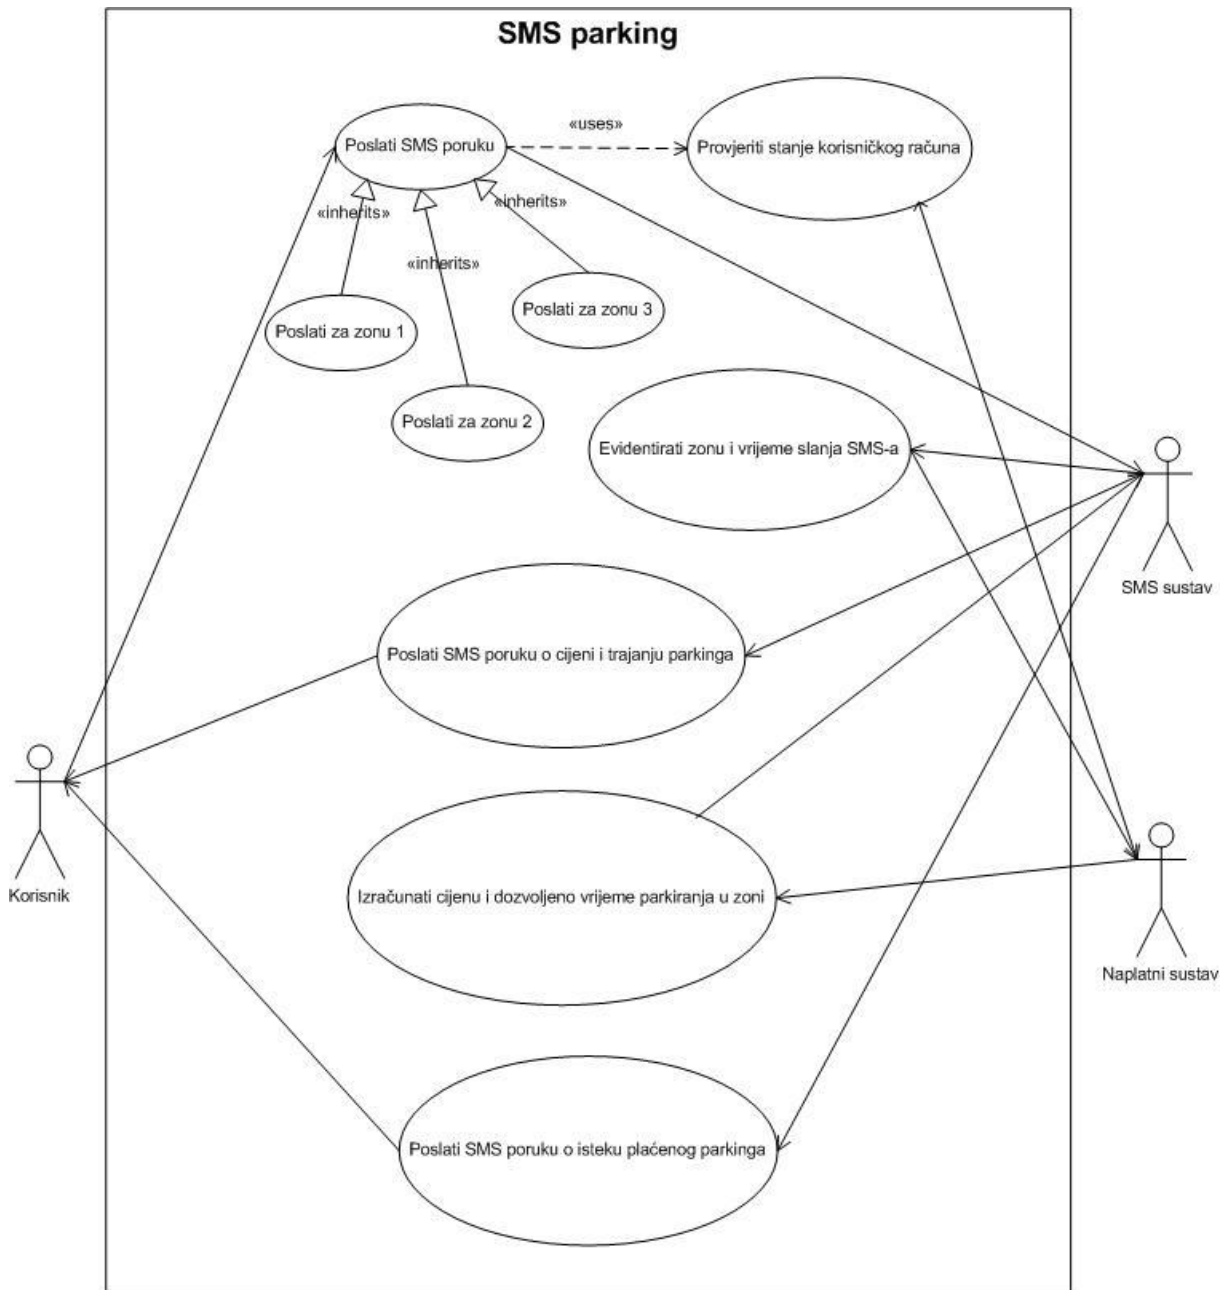 SMS parking
Poslati SMS poruku
«uses»
Provjeriti stanje korisničkog računa
«inherits»
«inherits»
«inherits»
Poslati za zonu 1
Poslati za zonu 3
Poslati za zonu 2
Evidentirati zonu i vrijeme slanja SMS-a
SMS sustav
Poslati SMS poruku o cijeni i trajanju parkinga
Korisnik
Izračunati cijenu i dozvoljeno vrijeme parkiranja u zoni
Naplatni sustav
Poslati SMS poruku o isteku plaćenog parkinga